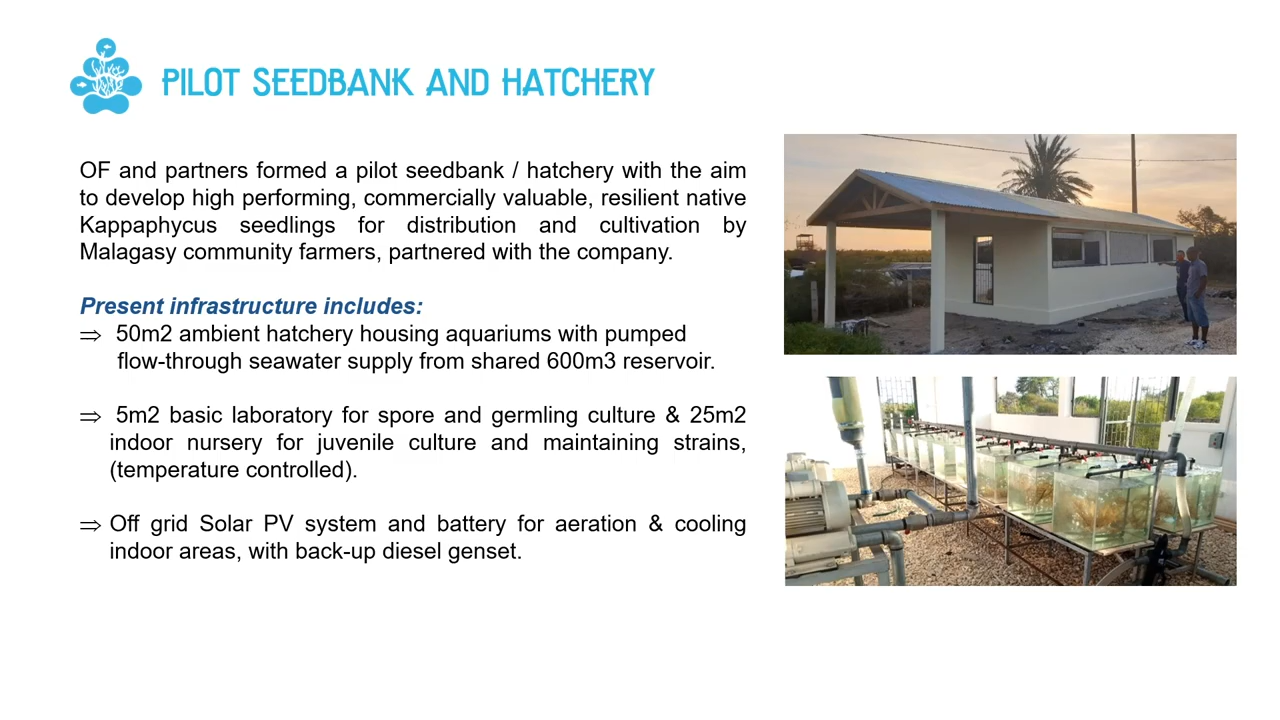 PILOT SEEDBANK AND HATCHERY
OF and partners formed a pilot seedbank / hatchery with the aim
to develop high performing, commercially valuable, resilient native
Kappaphycus seedlings for distribution and cultivation by
Malagasy community farmers, partnered with the company.
Present infrastructure includes:
⇒ 50m2 ambient hatchery housing aquariums with pumped
flow-through seawater supply from shared 600m3 reservoir.
⇒ 5m2 basic laboratory for spore and germling culture & 25m2
indoor nursery for juvenile culture and maintaining strains,
(temperature controlled).
⇒ Off grid Solar PV system and battery for aeration & cooling
indoor areas, with back-up diesel genset.